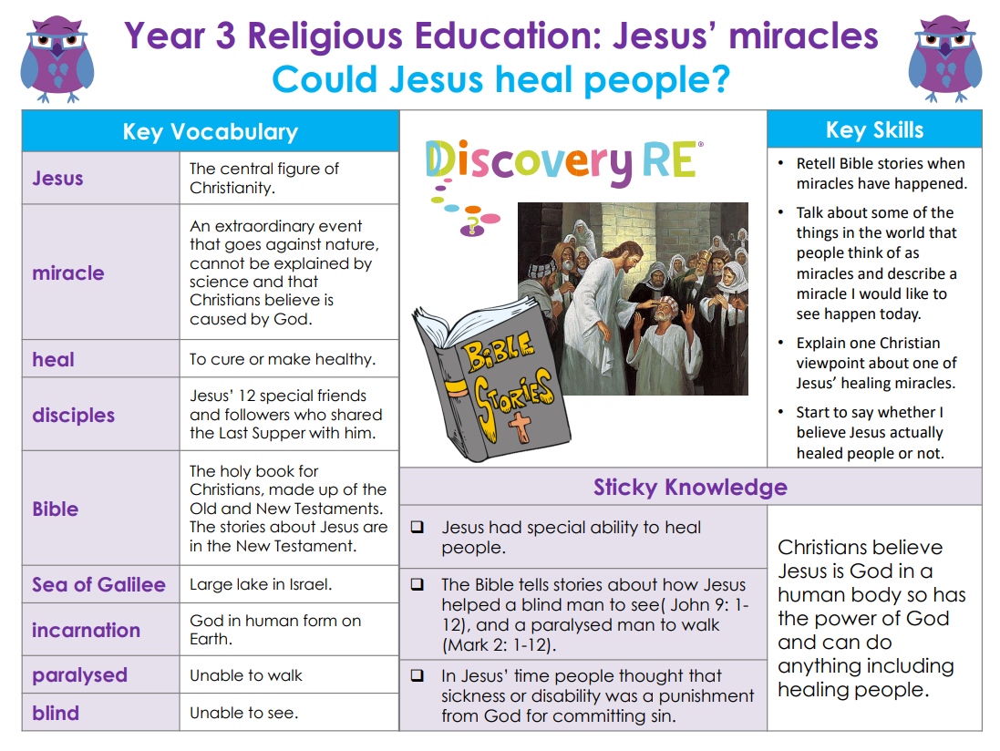 Year 3 Religious Education: Jesus’ miracles
Could Jesus heal people?
Key Vocabulary
Jesus
The central figure of
Christianity.
miracle
An extraordinary event
that goes against nature,
cannot be explained by
science and that
Christians believe is
caused by God.
heal
To cure or make healthy.
disciples
Jesus’ 12 special friends
and followers who shared
the Last Supper with him.
Bible
The holy book for
Christians, made up of the
Old and New Testaments.
The stories about Jesus are
in the New Testament.
Sea of Galilee
Large lake in Israel.
incarnation
God in human form on
Earth.
paralysed
Unable to walk
blind
Unable to see.
Discovery RE®
?
BiBLE
STORiES
Key Skills
• Retell Bible stories when
miracles have happened.
• Talk about some of the
things in the world that
people think of as
miracles and describe a
miracle I would like to
see happen today.
• Explain one Christian
viewpoint about one of
Jesus’ healing miracles.
• Start to say whether I
believe Jesus actually
healed people or not.
Sticky Knowledge
❑ Jesus had special ability to heal
people.
❑ The Bible tells stories about how Jesus
helped a blind man to see( John 9: 1-
12), and a paralysed man to walk
(Mark 2: 1-12).
❑ In Jesus’ time people thought that
sickness or disability was a punishment
from God for committing sin.
Christians believe
Jesus is God in a
human body so has
the power of God
and can do
anything including
healing people.